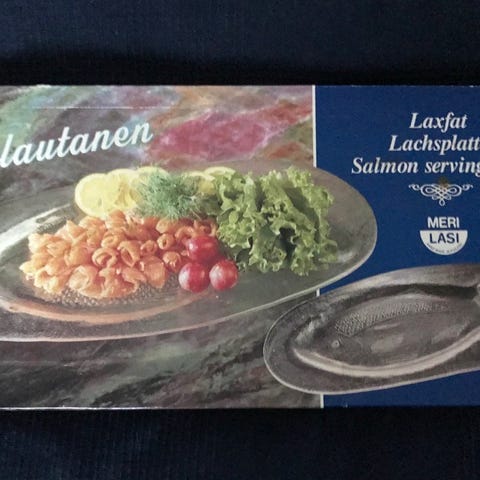 lautanen
Laxfat
Lachsplatt
Salmon serving
MERI
LASI